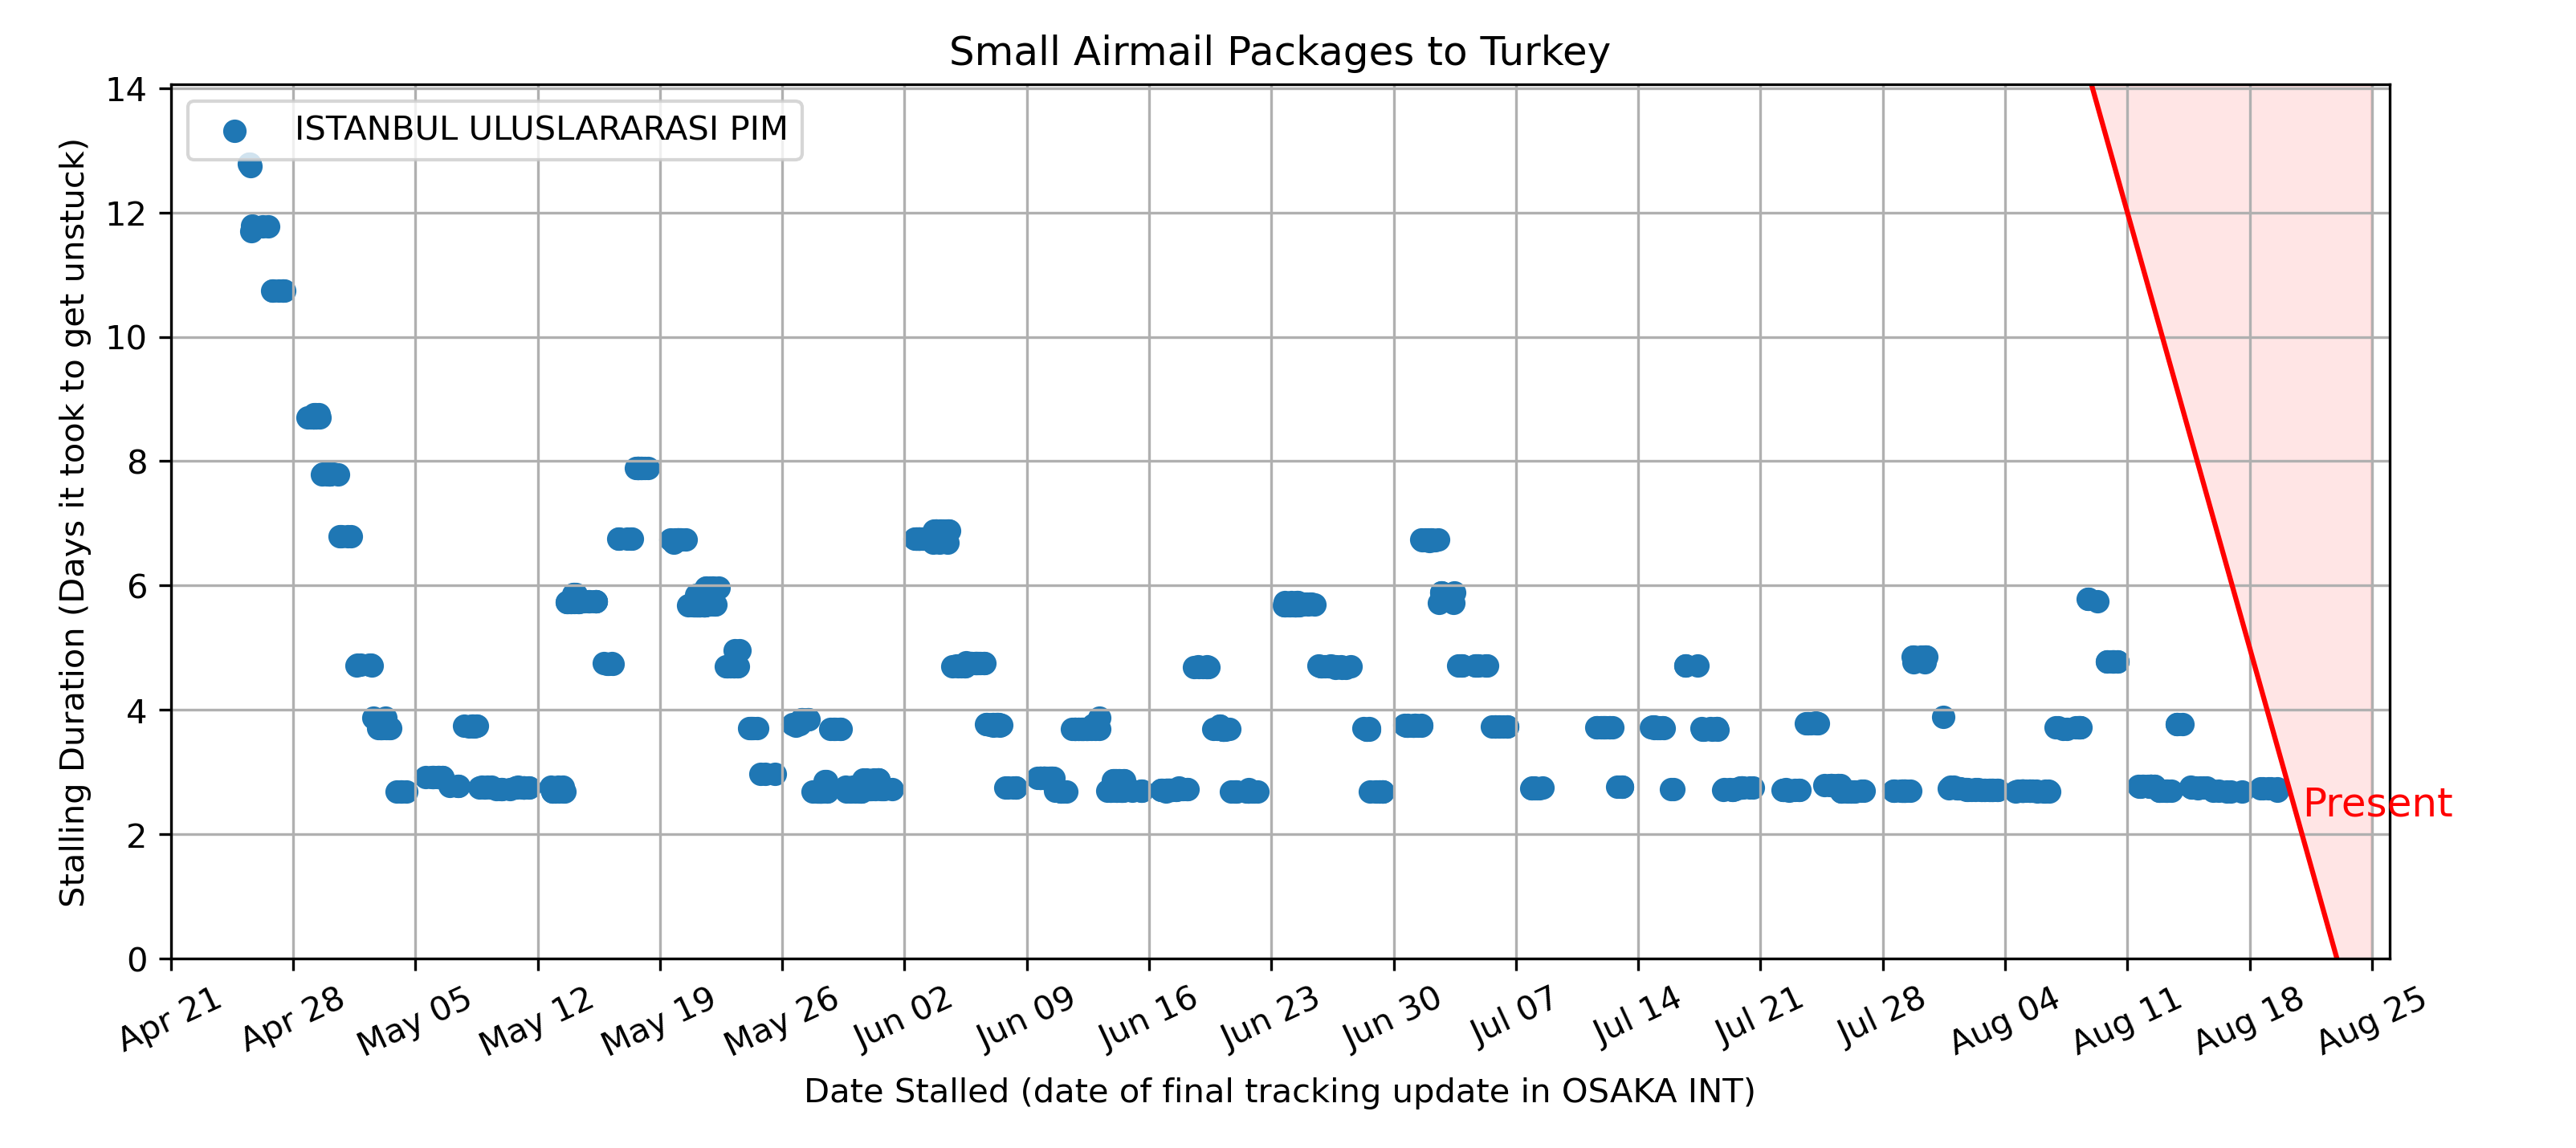 Small Airmail Packages to Turkey
ISTANBUL ULUSLARARASI PIM
Stalling Duration (Days it took to get unstuck)
14
12
10
8
6
4
2
0
Present
Apr 21
Apr 28
May 05
May 12
May 19
May 26
Jun 02
Jun 09
Jun 16
Jun 23
Jun 30
Jul 07
Jul 14
Jul 21
Jul 28
Aug 04
Aug 11
Aug 18
Aug 25
Date Stalled (date of final tracking update in OSAKA INT)